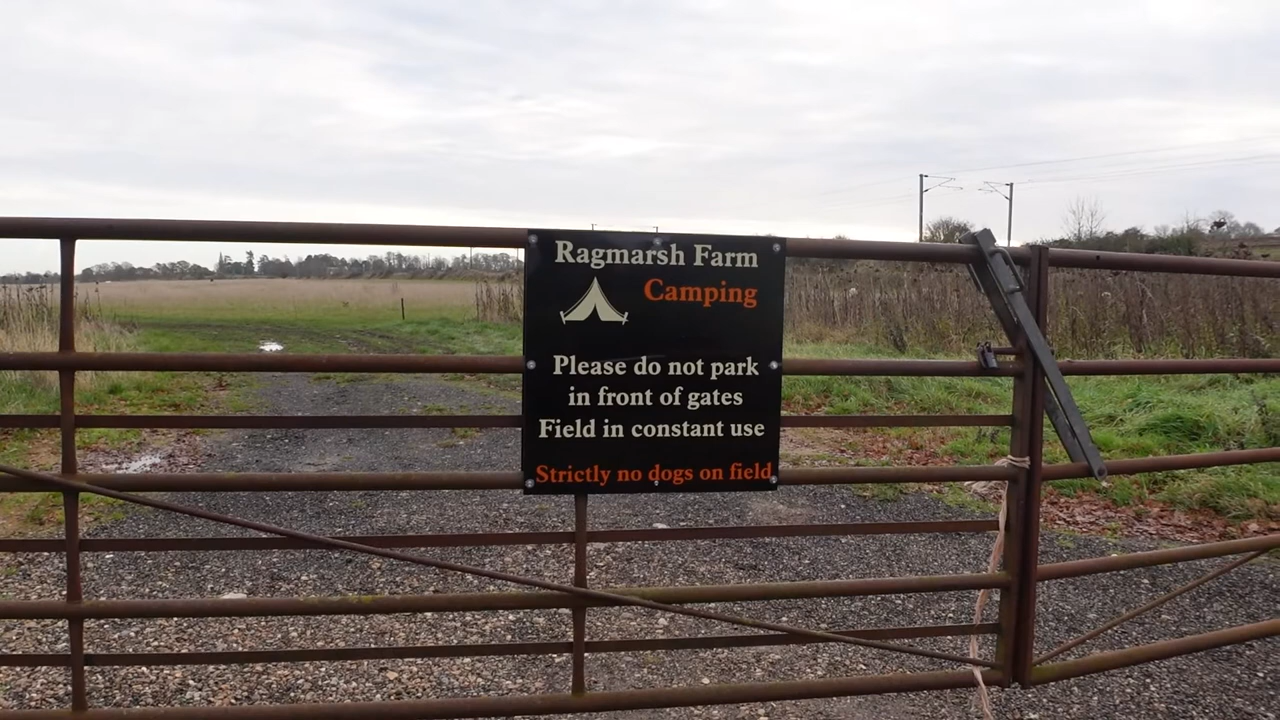 Ragmarsh Farm
Camping
Please do not park
in front of gates
Field in constant use
Strictly no dogs on field